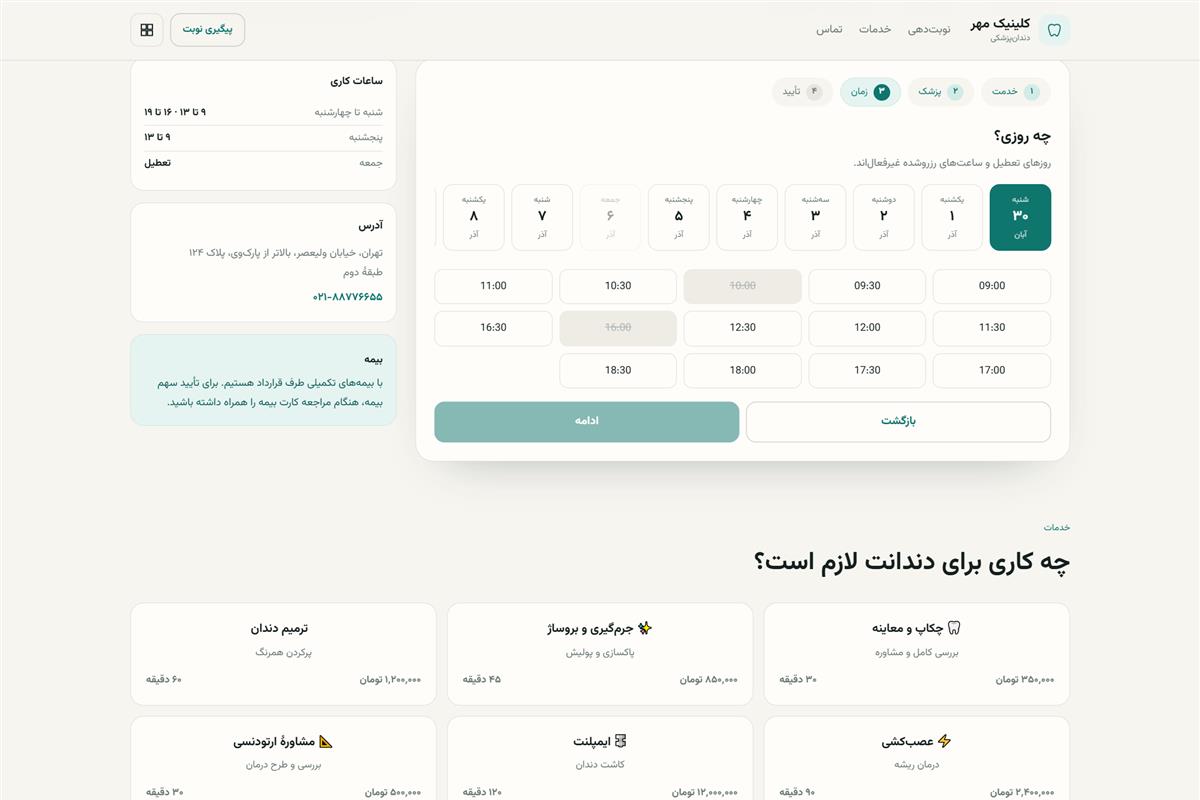 کلینیک مهر
دندان‌پزشکی
نوبت‌دهی
خدمات
تماس
پیگیری نوبت
۱ خدمت
۲ پزشک
۳ زمان
۴ تأیید
چه روزی؟
روزهای تعطیل و ساعت‌های رزروشده غیرفعال‌اند.
شنبه
۳۰
آبان
یکشنبه
۱
آذر
دوشنبه
۲
آذر
سه‌شنبه
۳
آذر
چهارشنبه
۴
آذر
پنجشنبه
۵
آذر
جمعه
۶
آذر
شنبه
۷
آذر
یکشنبه
۸
آذر
09:00
09:30
10:00
10:30
11:00
11:30
12:00
12:30
16:00
16:30
17:00
17:30
18:00
18:30
بازگشت
ادامه
ساعات کاری
شنبه تا چهارشنبه
۹ تا ۱۳ · ۱۶ تا ۱۹
پنجشنبه
۹ تا ۱۳
جمعه
تعطیل
آدرس
تهران، خیابان ولیعصر، بالاتر از پارک‌وی، پلاک ۱۲۴
طبقهٔ دوم
۰۲۱-۸۸۷۷۶۶۵۵
بیمه
با بیمه‌های تکمیلی طرف قرارداد هستیم. برای تأیید سهم
بیمه، هنگام مراجعه کارت بیمه را همراه داشته باشید.
خدمات
چه کاری برای دندانت لازم است؟
چکاپ و معاینه
بررسی کامل و مشاوره
۳۵۰٬۰۰۰ تومان
۳۰ دقیقه
جرم‌گیری و بروساژ
پاکسازی و پولیش
۸۵۰٬۰۰۰ تومان
۴۵ دقیقه
ترمیم دندان
پرکردن همرنگ
۱٬۲۰۰٬۰۰۰ تومان
۶۰ دقیقه
عصب‌کشی
درمان ریشه
۲٬۴۰۰٬۰۰۰ تومان
۹۰ دقیقه
ایمپلنت
کاشت دندان
۱۲٬۰۰۰٬۰۰۰ تومان
۱۲۰ دقیقه
مشاورهٔ ارتودنسی
بررسی و طرح درمان
۵۰۰٬۰۰۰ تومان
۳۰ دقیقه